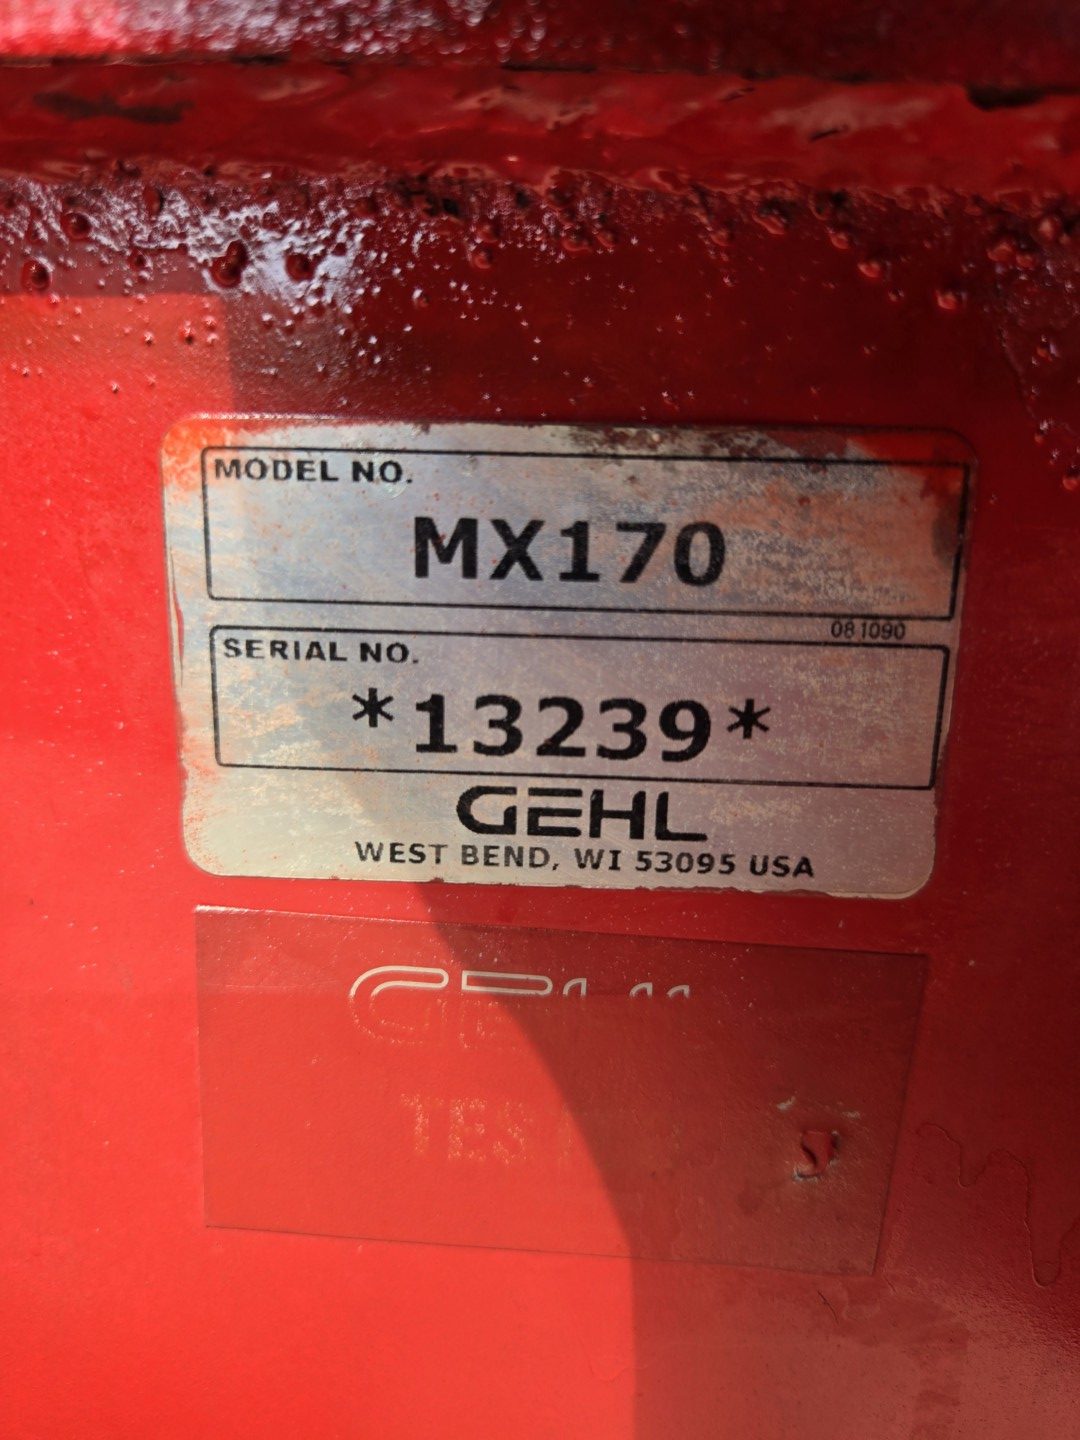 MODEL NO.
MX170
081090
SERIAL NO.
*13239*
GEHL
WEST BEND, WI 53095 USA